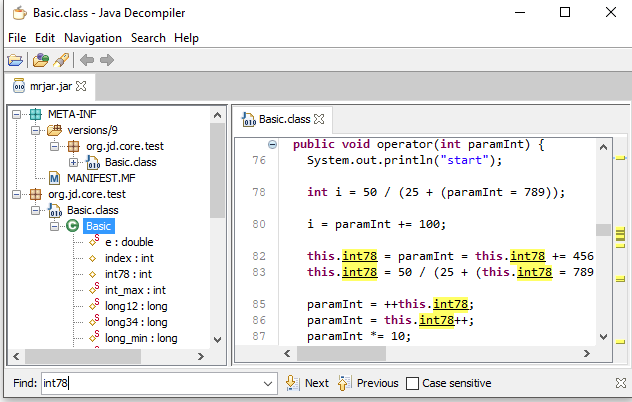 Basic.class - Java Decompiler
File Edit Navigation Search Help
mrjar.jar
META-INF
versions/9
org.jd.core.test
Basic.class
MANIFEST.MF
org.jd.core.test
Basic.class
Basic
e : double
index : int
int78 : int
int_max : int
long12 : long
long34 : long
long_min : long
Basic.class
public void operator(int paramInt) {
76 System.out.println("start");
78 int i = 50 / (25 + (paramInt = 789));
80 i = paramInt += 100;
82 this.int78 = paramInt = this.int78 += 456
83 this.int78 = 50 / (25 + (this.int78 = 789
85 paramInt = ++this.int78;
86 paramInt = this.int78++;
87 paramInt *= 10;
Find: int78 Next Previous Case sensitive